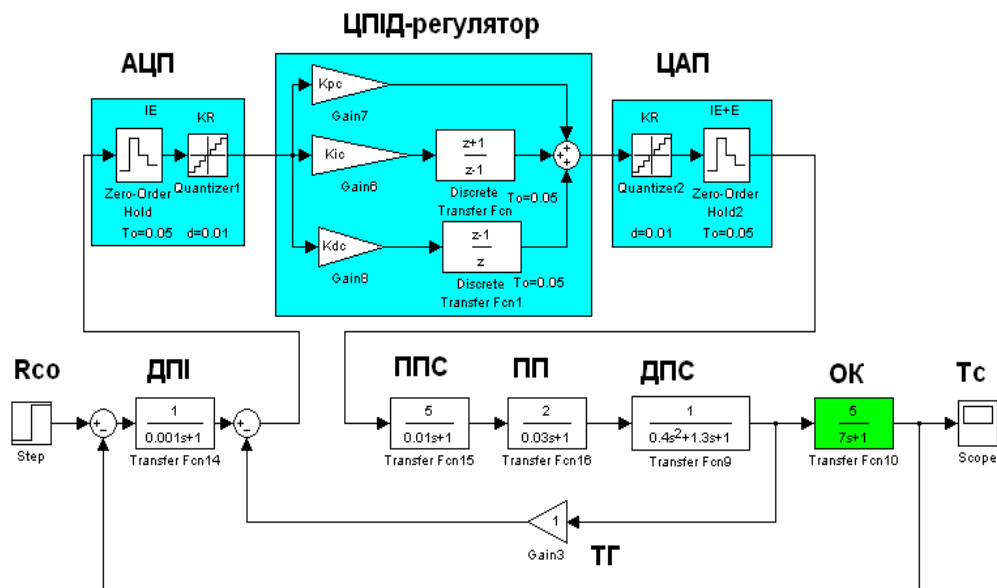 ЦПІД-регулятор
АЦП
ЦАП
IE
KR
Zero-Order
Hold
Quantizer1
To=0.05
d=0.01
Kpc
Gain7
Kic
Gain6
z+1
z-1
Discrete
Transfer Fcn
To=0.05
Kdc
Gain8
z-1
z
Discrete
Transfer Fcn1
To=0.05
+
+
+
KR
IE+E
Quantizer2
Zero-Order
Hold2
d=0.01
To=0.05
Rco
ДПІ
ППС
ПП
ДПС
ОК
Тс
Step
+
-
1
0.001s+1
Transfer Fcn14
+
-
5
0.01s+1
Transfer Fcn15
2
0.03s+1
Transfer Fcn16
1
0.4s²+1.3s+1
Transfer Fcn9
5
7s+1
Transfer Fcn10
Scope
1
Gain3
ТГ